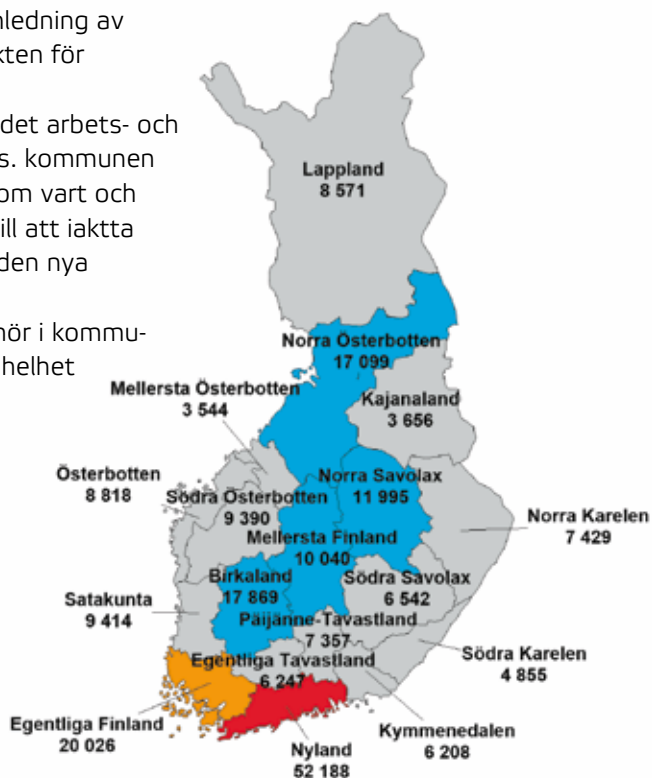 nledning av
kten för
det arbets- och
s. kommunen
om vart och
ill att iaktta
den nya
hör i kommu-
helhet
Lappland
8 571
Norra Österbotten
17 099
Mellersta Österbotten
3 544
Kajanaland
3 656
Österbotten
8 818
Södra Österbotten
9 390
Norra Savolax
11 995
Norra Karelen
7 429
Mellersta Finland
10 040
Birkaland
17 869
Södra Savolax
6 542
Satakunta
9 414
Päijänne-Tavastland
7 357
Egentliga Tavastland
6 247
Södra Karelen
4 855
Egentliga Finland
20 026
Nyland
52 188
Kymmenedalen
6 208